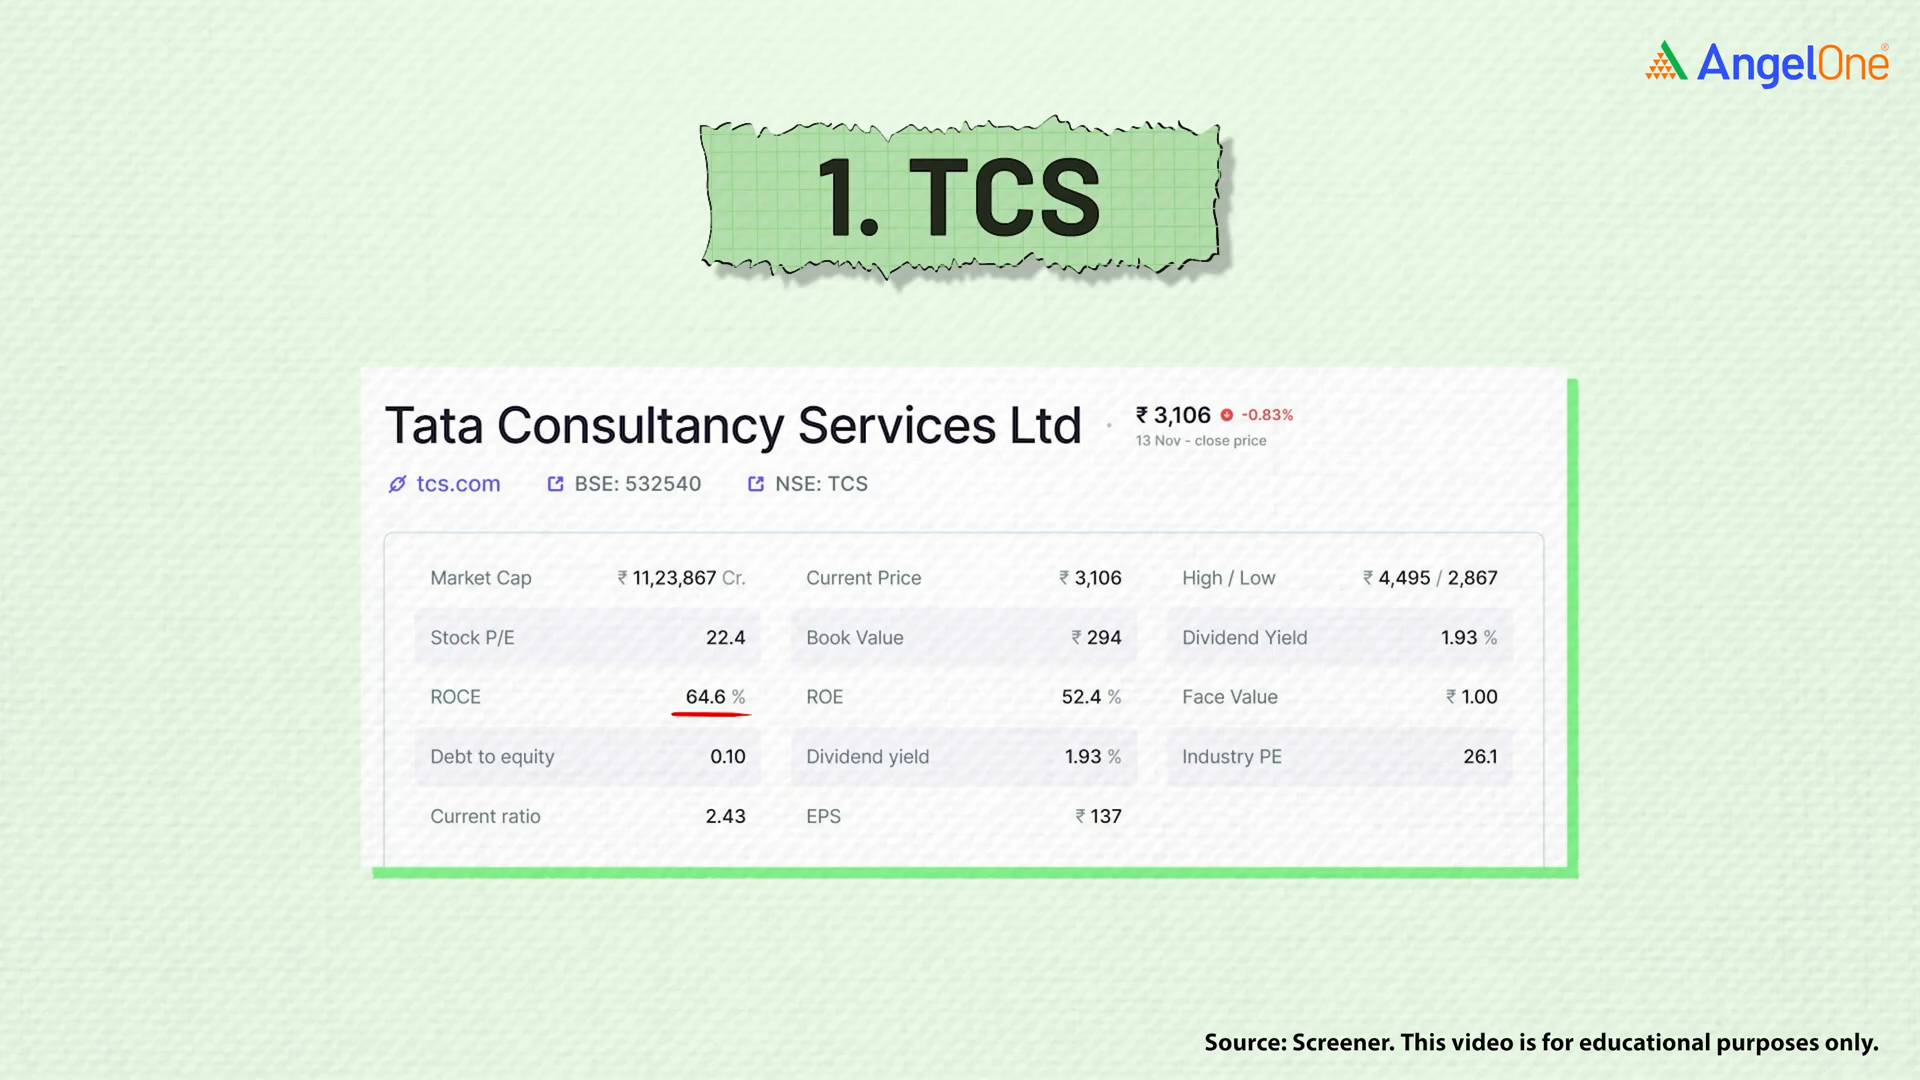 AngelOne®
1. TCS
Tata Consultancy Services Ltd
₹ 3,106 -0.83%
13 Nov - close price
tcs.com BSE: 532540 NSE: TCS
Market Cap ₹ 11,23,867 Cr. Current Price ₹ 3,106 High / Low ₹ 4,495 / 2,867
Stock P/E 22.4 Book Value ₹ 294 Dividend Yield 1.93 %
ROCE 64.6 % ROE 52.4 % Face Value ₹ 1.00
Debt to equity 0.10 Dividend yield 1.93 % Industry PE 26.1
Current ratio 2.43 EPS ₹ 137
Source: Screener. This video is for educational purposes only.